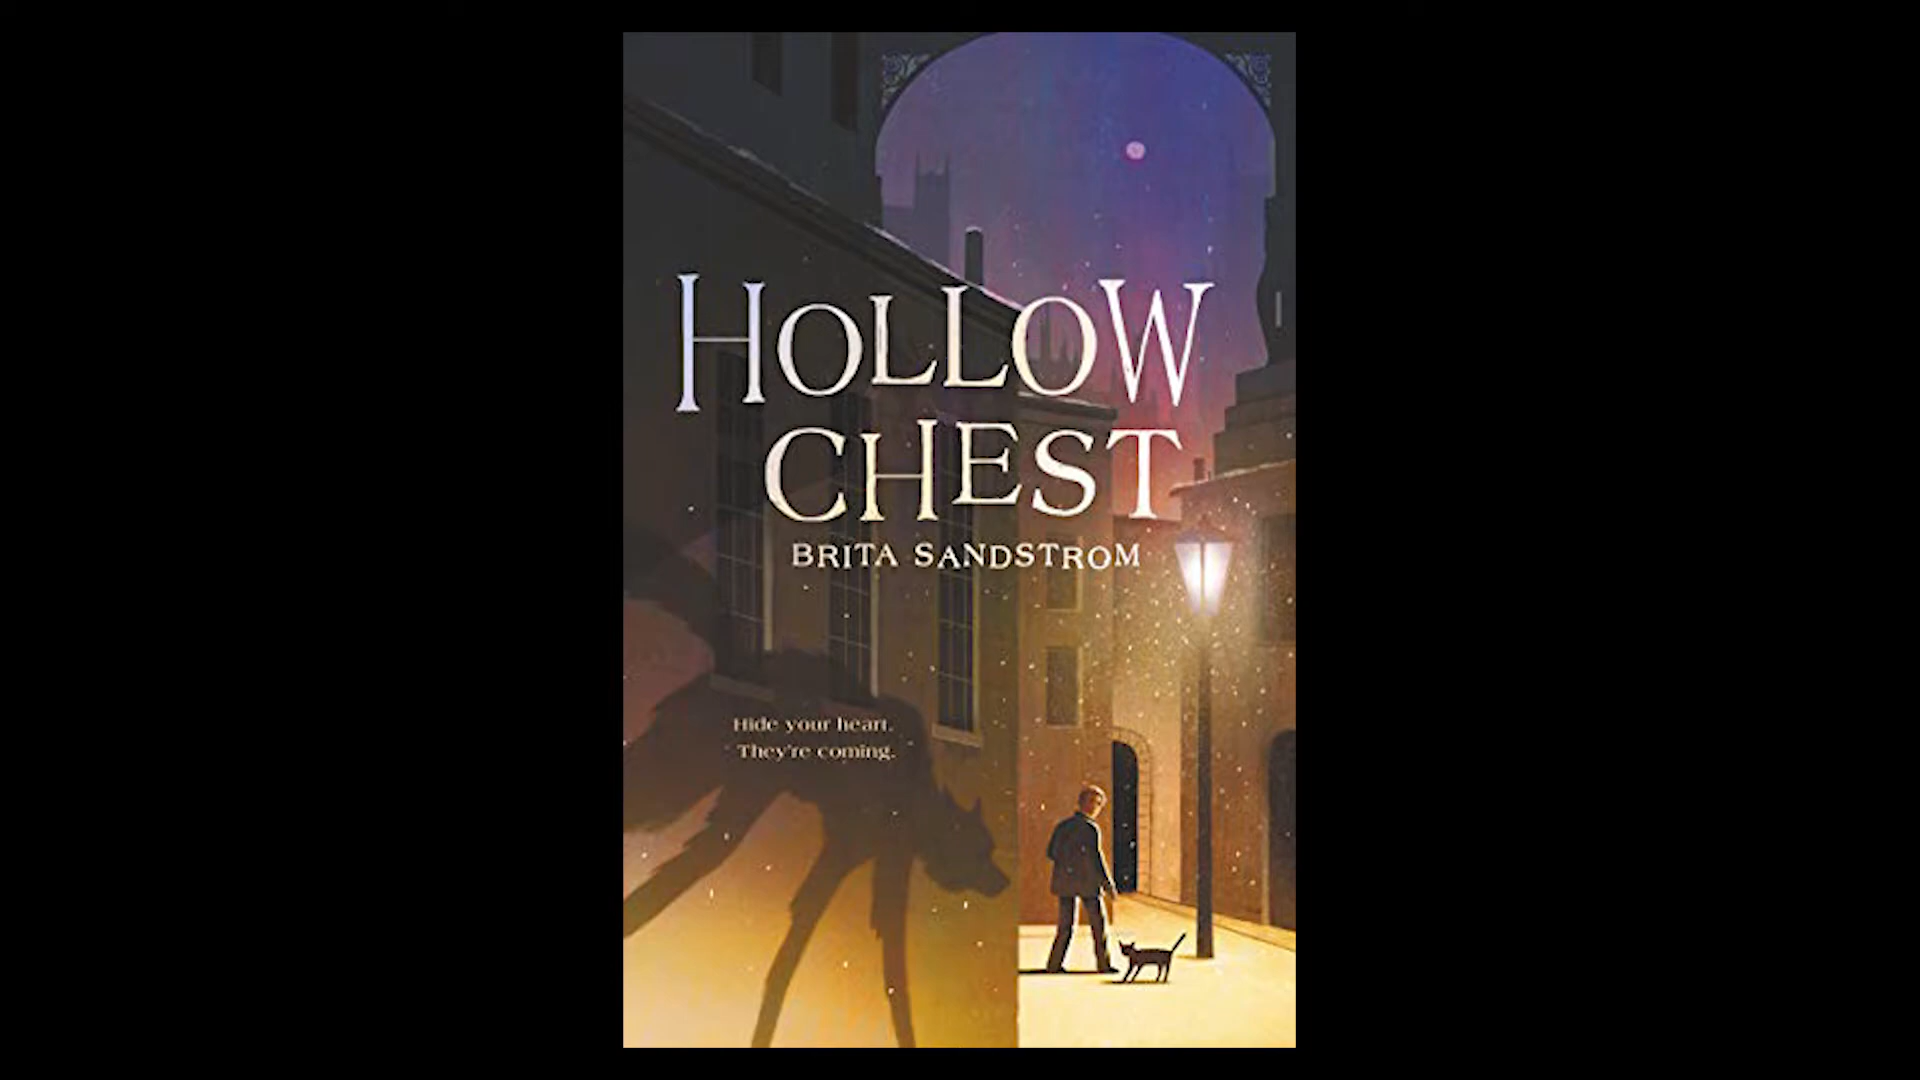 HOLLOW
CHEST
BRITA SANDSTROM
Hide your heart.
They're coming.